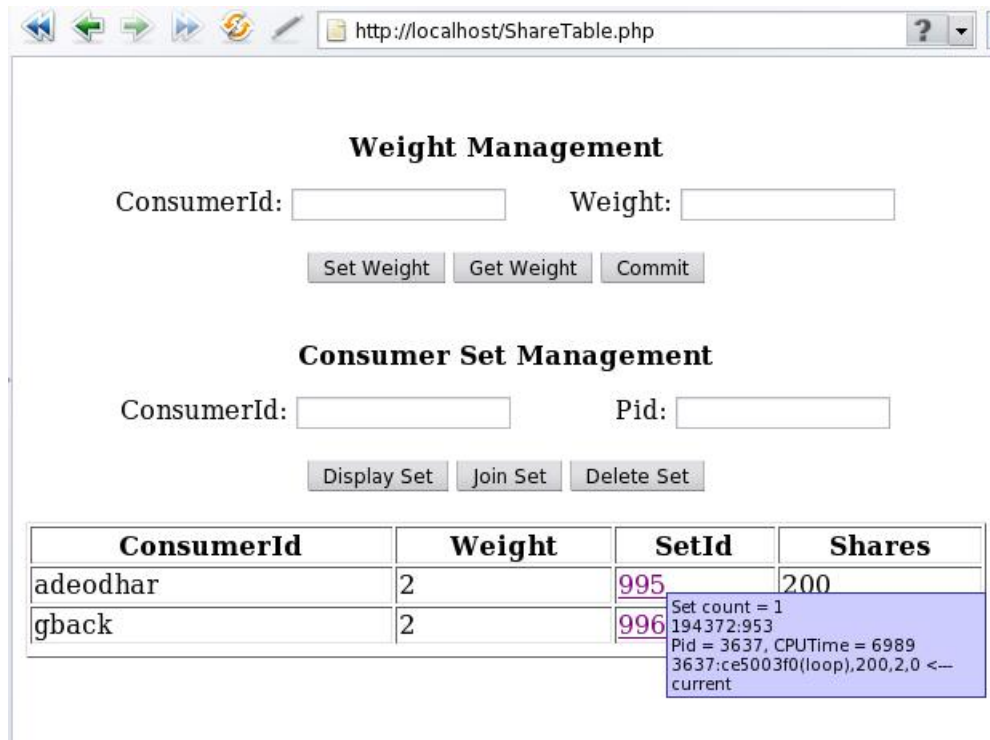 http://localhost/ShareTable.php ?
Weight Management
ConsumerId: Weight:
Set Weight Get Weight Commit
Consumer Set Management
ConsumerId: Pid:
Display Set Join Set Delete Set
ConsumerId Weight SetId Shares
adeodhar 2 995 200
gback 2 996
Set count = 1
194372:953
Pid = 3637, CPUTime = 6989
3637:ce5003f0(loop),200,2,0 <---
current